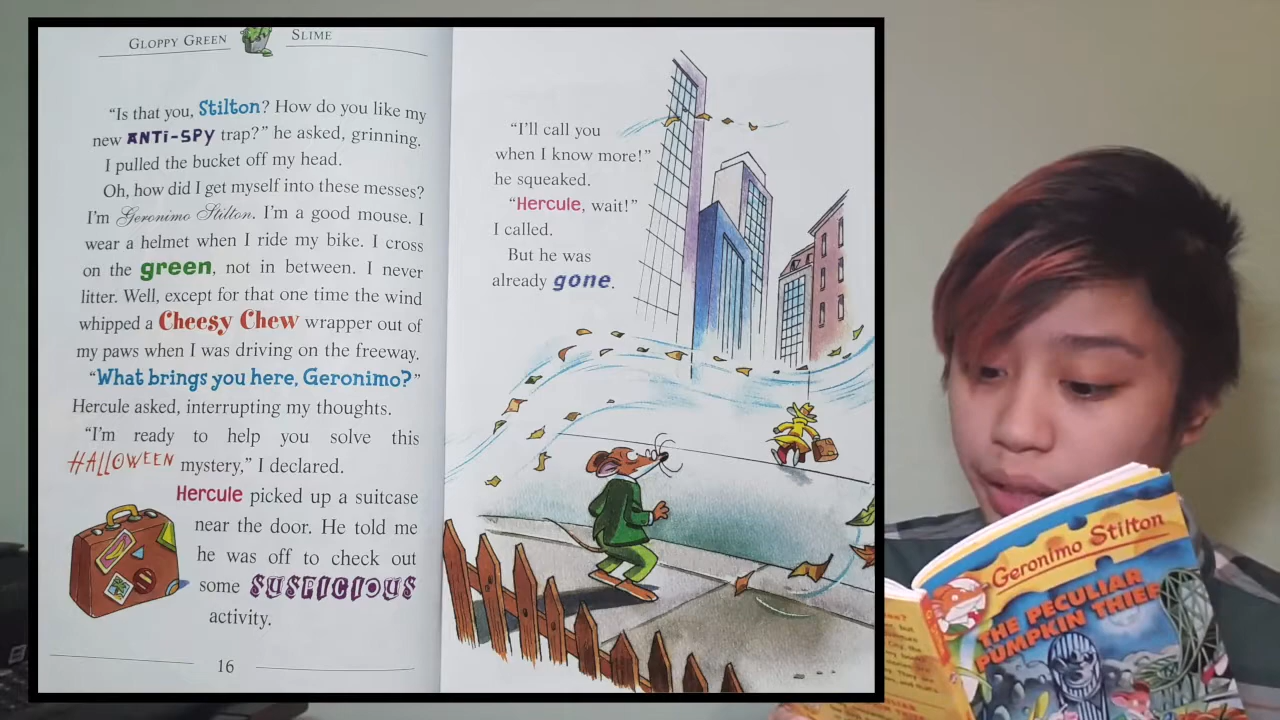 GLOPPY GREEN SLIME
“Is that you, Stilton? How do you like my
new ANTi-SPY trap?” he asked, grinning.
I pulled the bucket off my head.
Oh, how did I get myself into these messes?
I’m Geronimo Stilton. I’m a good mouse. I
wear a helmet when I ride my bike. I cross
on the green, not in between. I never
litter. Well, except for that one time the wind
whipped a Cheesy Chew wrapper out of
my paws when I was driving on the freeway.
“What brings you here, Geronimo?”
Hercule asked, interrupting my thoughts.
“I’m ready to help you solve this
HALLOWEEN mystery,” I declared.
Hercule picked up a suitcase
near the door. He told me
he was off to check out
some SUSPICIOUS
activity.
16
“I’ll call you
when I know more!”
he squeaked.
“Hercule, wait!”
I called.
But he was
already gone.
Geronimo Stilton
THE PECULIAR
PUMPKIN THIEF